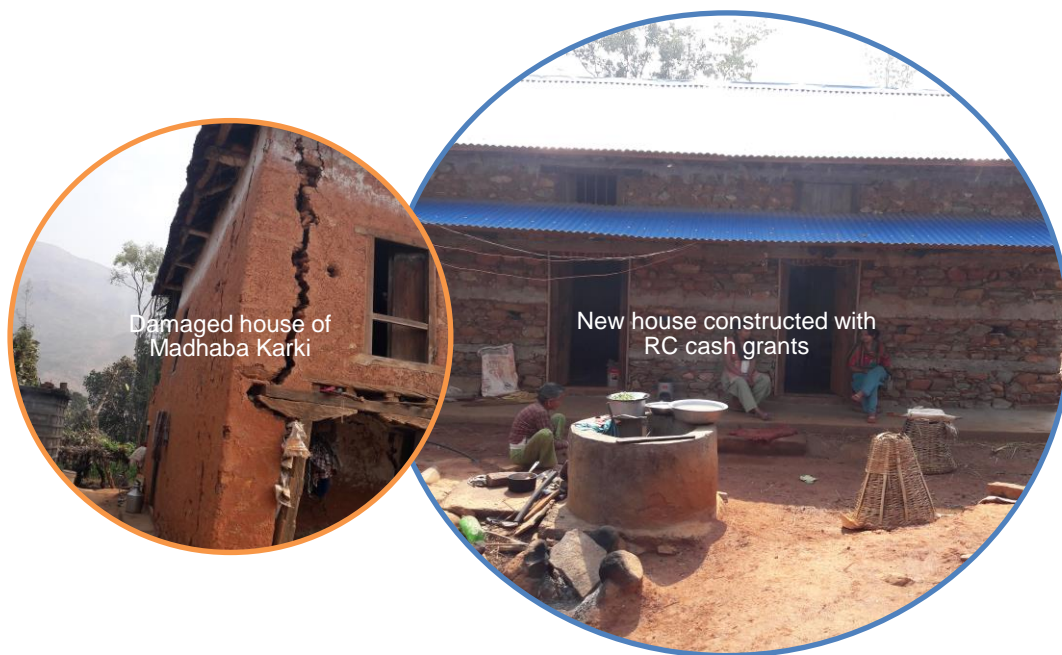 Damaged house of
Madhaba Karki
New house constructed with
RC cash grants